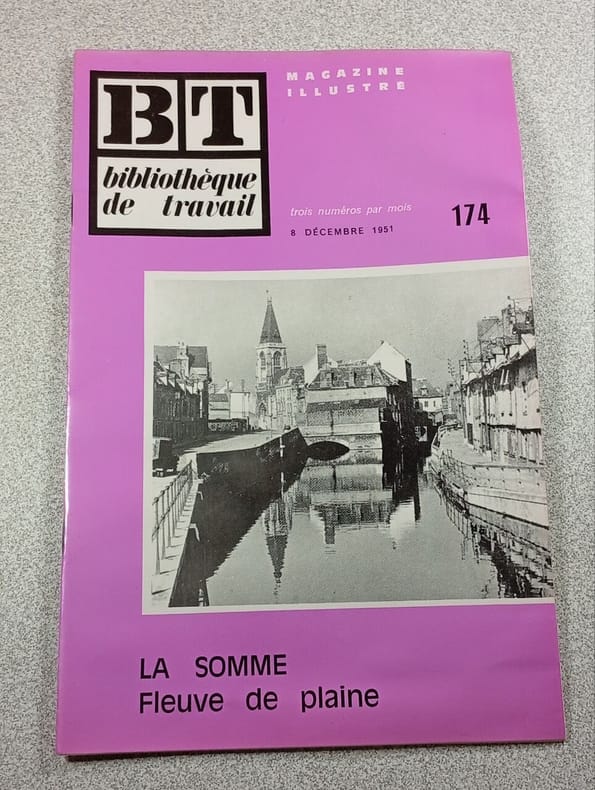 BT
bibliothèque
de travail
MAGAZINE
ILLUSTRÉ
trois numéros par mois
8 DÉCEMBRE 1951
174
LA SOMME
Fleuve de plaine